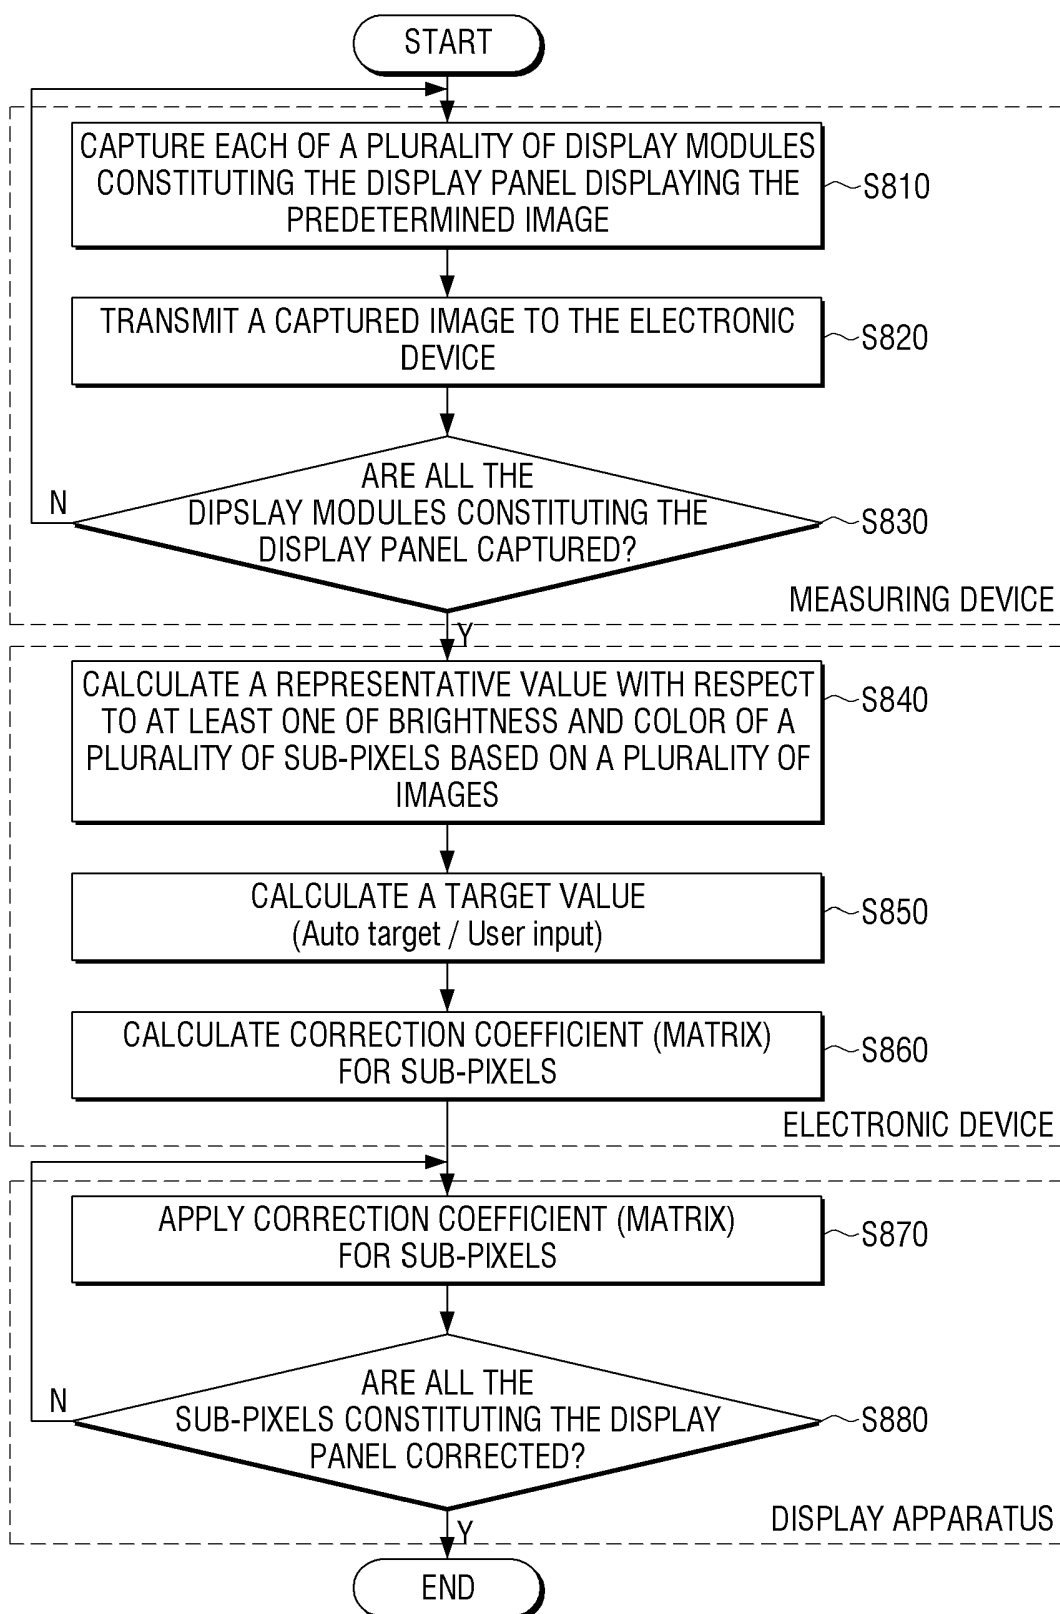 START
CAPTURE EACH OF A PLURALITY OF DISPLAY MODULES
CONSTITUTING THE DISPLAY PANEL DISPLAYING THE
PREDETERMINED IMAGE
S810
TRANSMIT A CAPTURED IMAGE TO THE ELECTRONIC
DEVICE
S820
ARE ALL THE
DIPSLAY MODULES CONSTITUTING THE
DISPLAY PANEL CAPTURED?
N
S830
MEASURING DEVICE
Y
CALCULATE A REPRESENTATIVE VALUE WITH RESPECT
TO AT LEAST ONE OF BRIGHTNESS AND COLOR OF A
PLURALITY OF SUB-PIXELS BASED ON A PLURALITY OF
IMAGES
S840
CALCULATE A TARGET VALUE
(Auto target / User input)
S850
CALCULATE CORRECTION COEFFICIENT (MATRIX)
FOR SUB-PIXELS
S860
ELECTRONIC DEVICE
APPLY CORRECTION COEFFICIENT (MATRIX)
FOR SUB-PIXELS
S870
ARE ALL THE
SUB-PIXELS CONSTITUTING THE DISPLAY
PANEL CORRECTED?
N
S880
DISPLAY APPARATUS
Y
END